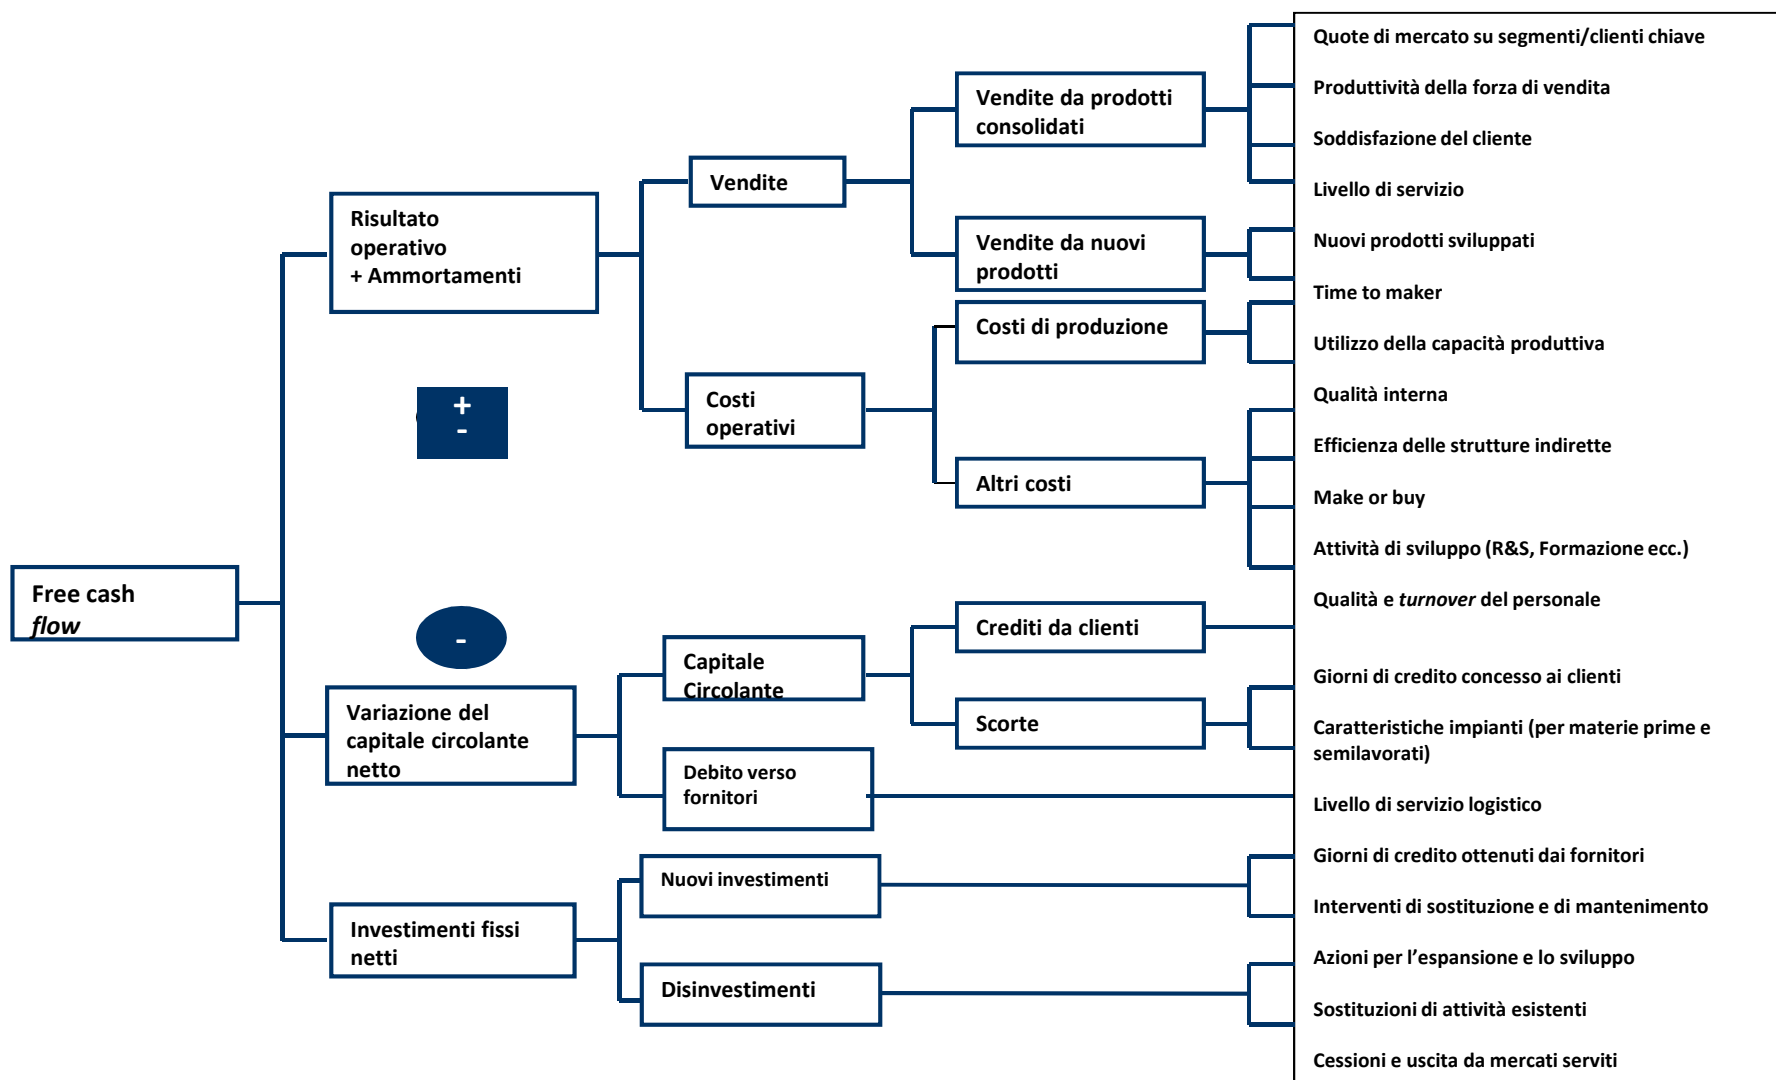 Free cash
flow
Risultato
operativo
+ Ammortamenti
+
-
-
Variazione del
capitale circolante
netto
Investimenti fissi
netti
Vendite
Costi
operativi
Capitale
Circolante
Debito verso
fornitori
Nuovi investimenti
Disinvestimenti
Vendite da prodotti
consolidati
Vendite da nuovi
prodotti
Costi di produzione
Altri costi
Crediti da clienti
Scorte
Quote di mercato su segmenti/clienti chiave
Produttività della forza di vendita
Soddisfazione del cliente
Livello di servizio
Nuovi prodotti sviluppati
Time to maker
Utilizzo della capacità produttiva
Qualità interna
Efficienza delle strutture indirette
Make or buy
Attività di sviluppo (R&S, Formazione ecc.)
Qualità e turnover del personale
Giorni di credito concesso ai clienti
Caratteristiche impianti (per materie prime e
semilavorati)
Livello di servizio logistico
Giorni di credito ottenuti dai fornitori
Interventi di sostituzione e di mantenimento
Azioni per l’espansione e lo sviluppo
Sostituzioni di attività esistenti
Cessioni e uscita da mercati serviti